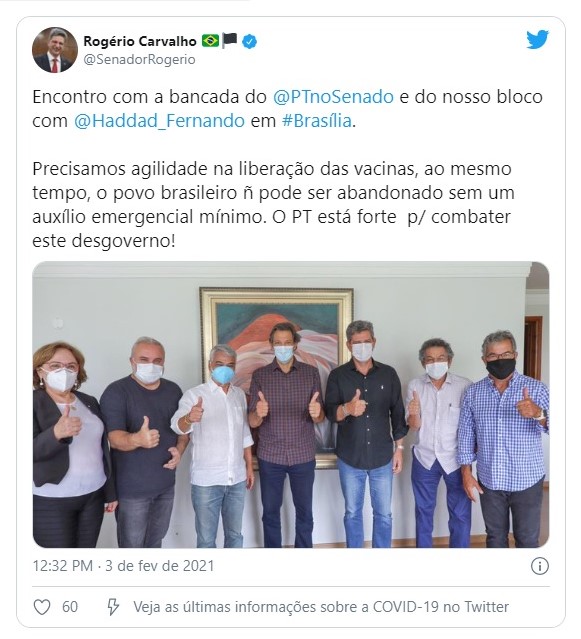 Rogério Carvalho 🇧🇷🏴
@SenadorRogerio
Encontro com a bancada do @PTnoSenado e do nosso bloco
com @Haddad_Fernando em #Brasília.
Precisamos agilidade na liberação das vacinas, ao mesmo
tempo, o povo brasileiro ñ pode ser abandonado sem um
auxílio emergencial mínimo. O PT está forte  p/ combater
este desgoverno!
12:32 PM · 3 de fev de 2021
60
Veja as últimas informações sobre a COVID-19 no Twitter